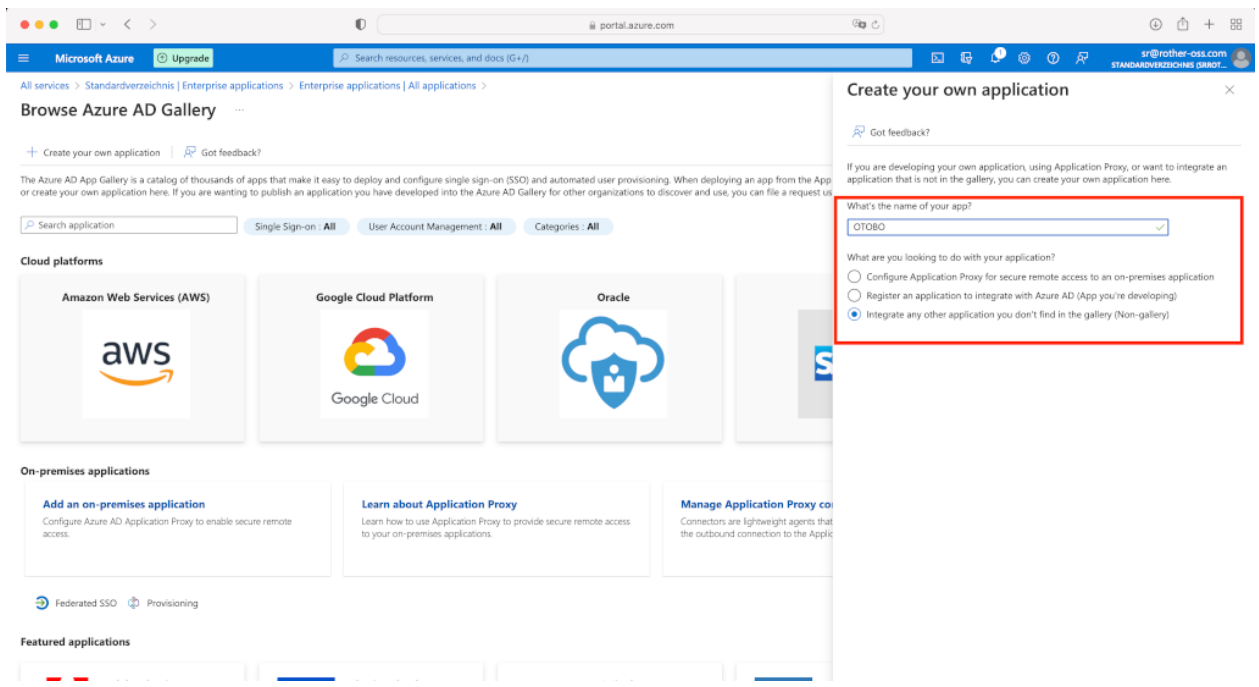 portal.azure.com
Microsoft Azure
Upgrade
Search resources, services, and docs (G+/)
1
sr@rother-oss.com
STANDARDVERZEICHNIS (SRROT...
All services > Standardverzeichnis | Enterprise applications > Enterprise applications | All applications >
Browse Azure AD Gallery ...
+ Create your own application
Got feedback?
The Azure AD App Gallery is a catalog of thousands of apps that make it easy to deploy and configure single sign-on (SSO) and automated user provisioning. When deploying an app from the App
or create your own application here. If you are wanting to publish an application you have developed into the Azure AD Gallery for other organizations to discover and use, you can file a request us
Search application
Single Sign-on : All
User Account Management : All
Categories : All
Cloud platforms
Amazon Web Services (AWS)
aws
Google Cloud Platform
Google Cloud
Oracle
S
On-premises applications
Add an on-premises application
Configure Azure AD Application Proxy to enable secure remote
access.
Learn about Application Proxy
Learn how to use Application Proxy to provide secure remote access
to your on-premises applications.
Manage Application Proxy co
Connectors are lightweight agents that
the outbound connection to the Applic
Federated SSO
Provisioning
Featured applications
Create your own application
Got feedback?
If you are developing your own application, using Application Proxy, or want to integrate an
application that is not in the gallery, you can create your own application here.
What's the name of your app?
OTOBO
What are you looking to do with your application?
Configure Application Proxy for secure remote access to an on-premises application
Register an application to integrate with Azure AD (App you're developing)
Integrate any other application you don't find in the gallery (Non-gallery)